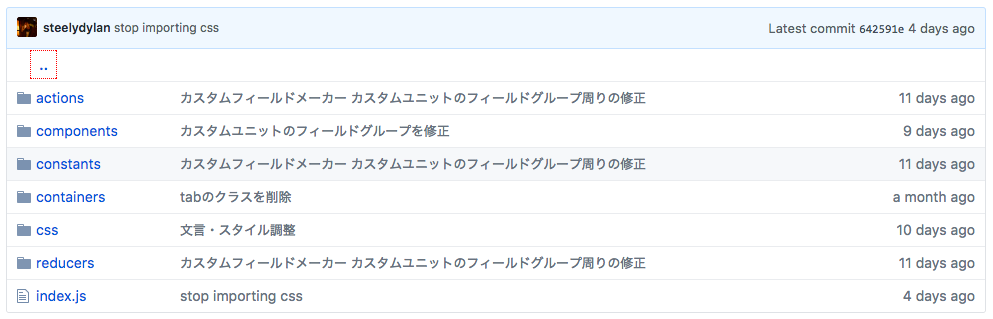 steelydylan stop importing css Latest commit 642591e 4 days ago
..
actions カスタムフィールドメーカー カスタムユニットのフィールドグループ周りの修正 11 days ago
components カスタムユニットのフィールドグループを修正 9 days ago
constants カスタムフィールドメーカー カスタムユニットのフィールドグループ周りの修正 11 days ago
containers tabのクラスを削除 a month ago
css 文言・スタイル調整 10 days ago
reducers カスタムフィールドメーカー カスタムユニットのフィールドグループ周りの修正 11 days ago
index.js stop importing css 4 days ago